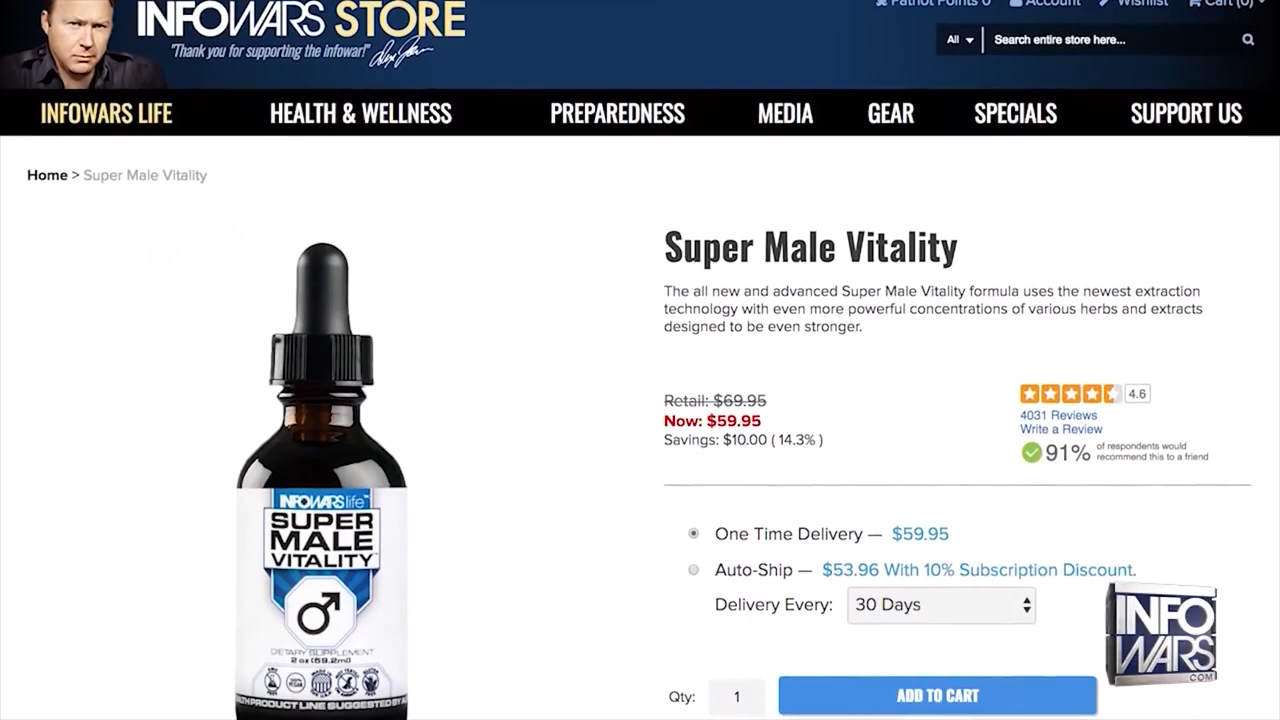 INFOWARS STORE
"Thank you for supporting the infowar!"
Patriot Points 0
Account
Wishlist
Cart (0)
All
Search entire store here...
INFOWARS LIFE
HEALTH & WELLNESS
PREPAREDNESS
MEDIA
GEAR
SPECIALS
SUPPORT US
Home > Super Male Vitality
Super Male Vitality
The all new and advanced Super Male Vitality formula uses the newest extraction
technology with even more powerful concentrations of various herbs and extracts
designed to be even stronger.
Retail: $69.95
Now: $59.95
Savings: $10.00 ( 14.3% )
4.6
4031 Reviews
Write a Review
91% of respondents would
recommend this to a friend
One Time Delivery — $59.95
Auto-Ship — $53.96 With 10% Subscription Discount.
Delivery Every: 30 Days
Qty: 1
ADD TO CART
INFOWARS life™
SUPER
MALE
VITALITY™
DIETARY SUPPLEMENT
2 oz (59.2ml)
PRODUCT LINE SUGGESTED BY
INFO
WARS
.COM